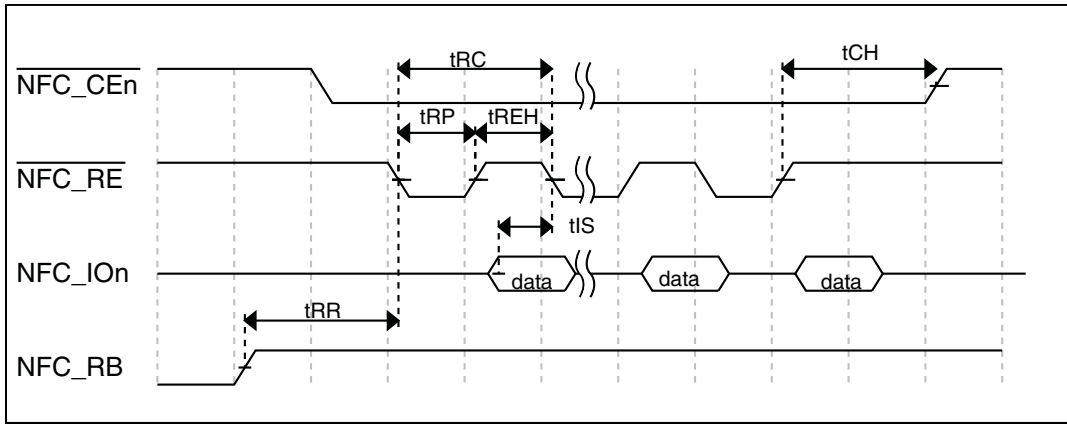 tRC
tCH
NFC_CEn
tRP
tREH
NFC_RE
tIS
NFC_IOn
data
data
data
tRR
NFC_RB